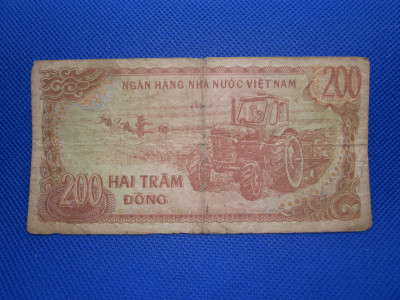 NGÂN HÀNG NHÀ NƯỚC VIỆT NAM
200
200
HAI TRĂM
ĐỒNG